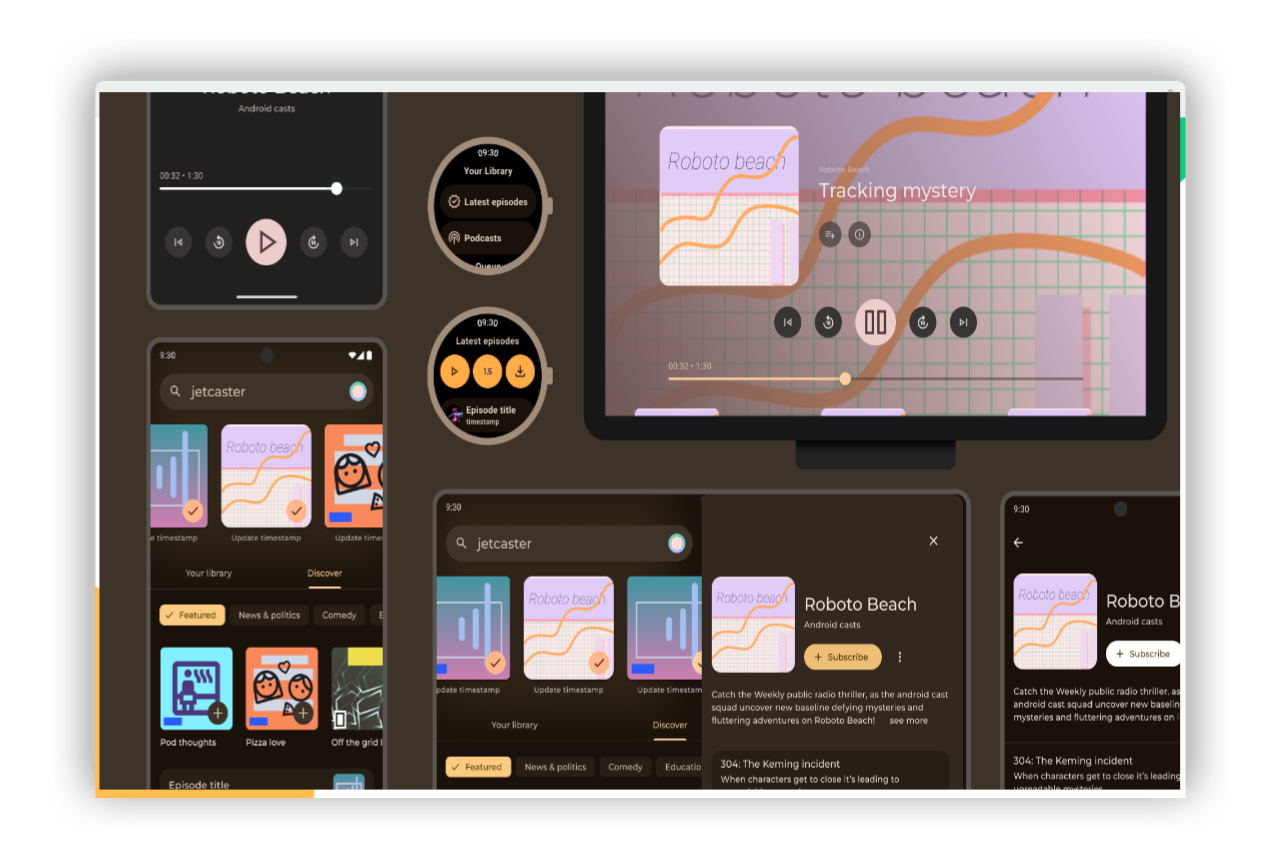 Roboto Beach
Android casts
00:32 • 1:30
09:30
Your Library
Latest episodes
Podcasts
Queue
09:30
Latest episodes
1.5
Episode title
timestamp
Roboto beach
Roboto beach
Roboto Beach
Tracking mystery
00:32 • 1:30
9:30
jetcaster
Roboto beach
Update timestamp
Update timestamp
Update time
Your library
Discover
Featured
News & politics
Comedy
E
Pod thoughts
Pizza love
Off the grid
Episode title
9:30
jetcaster
Roboto beach
pdate timestamp
Update timestamp
Update timestam
Your library
Discover
Featured
News & politics
Comedy
Educatio
Roboto beach
Roboto Beach
Android casts
+ Subscribe
Catch the Weekly public radio thriller, as the android cast
squad uncover new baseline defying mysteries and
fluttering adventures on Roboto Beach! see more
304: The Keming incident
When characters get to close it's leading to
9:30
Roboto beach
Roboto B
Android casts
+ Subscribe
Catch the Weekly public radio thriller, as
android cast squad uncover new baselin
mysteries and fluttering adventures on
304: The Keming incident
When characters get to close it's leading
unreadable mysteries